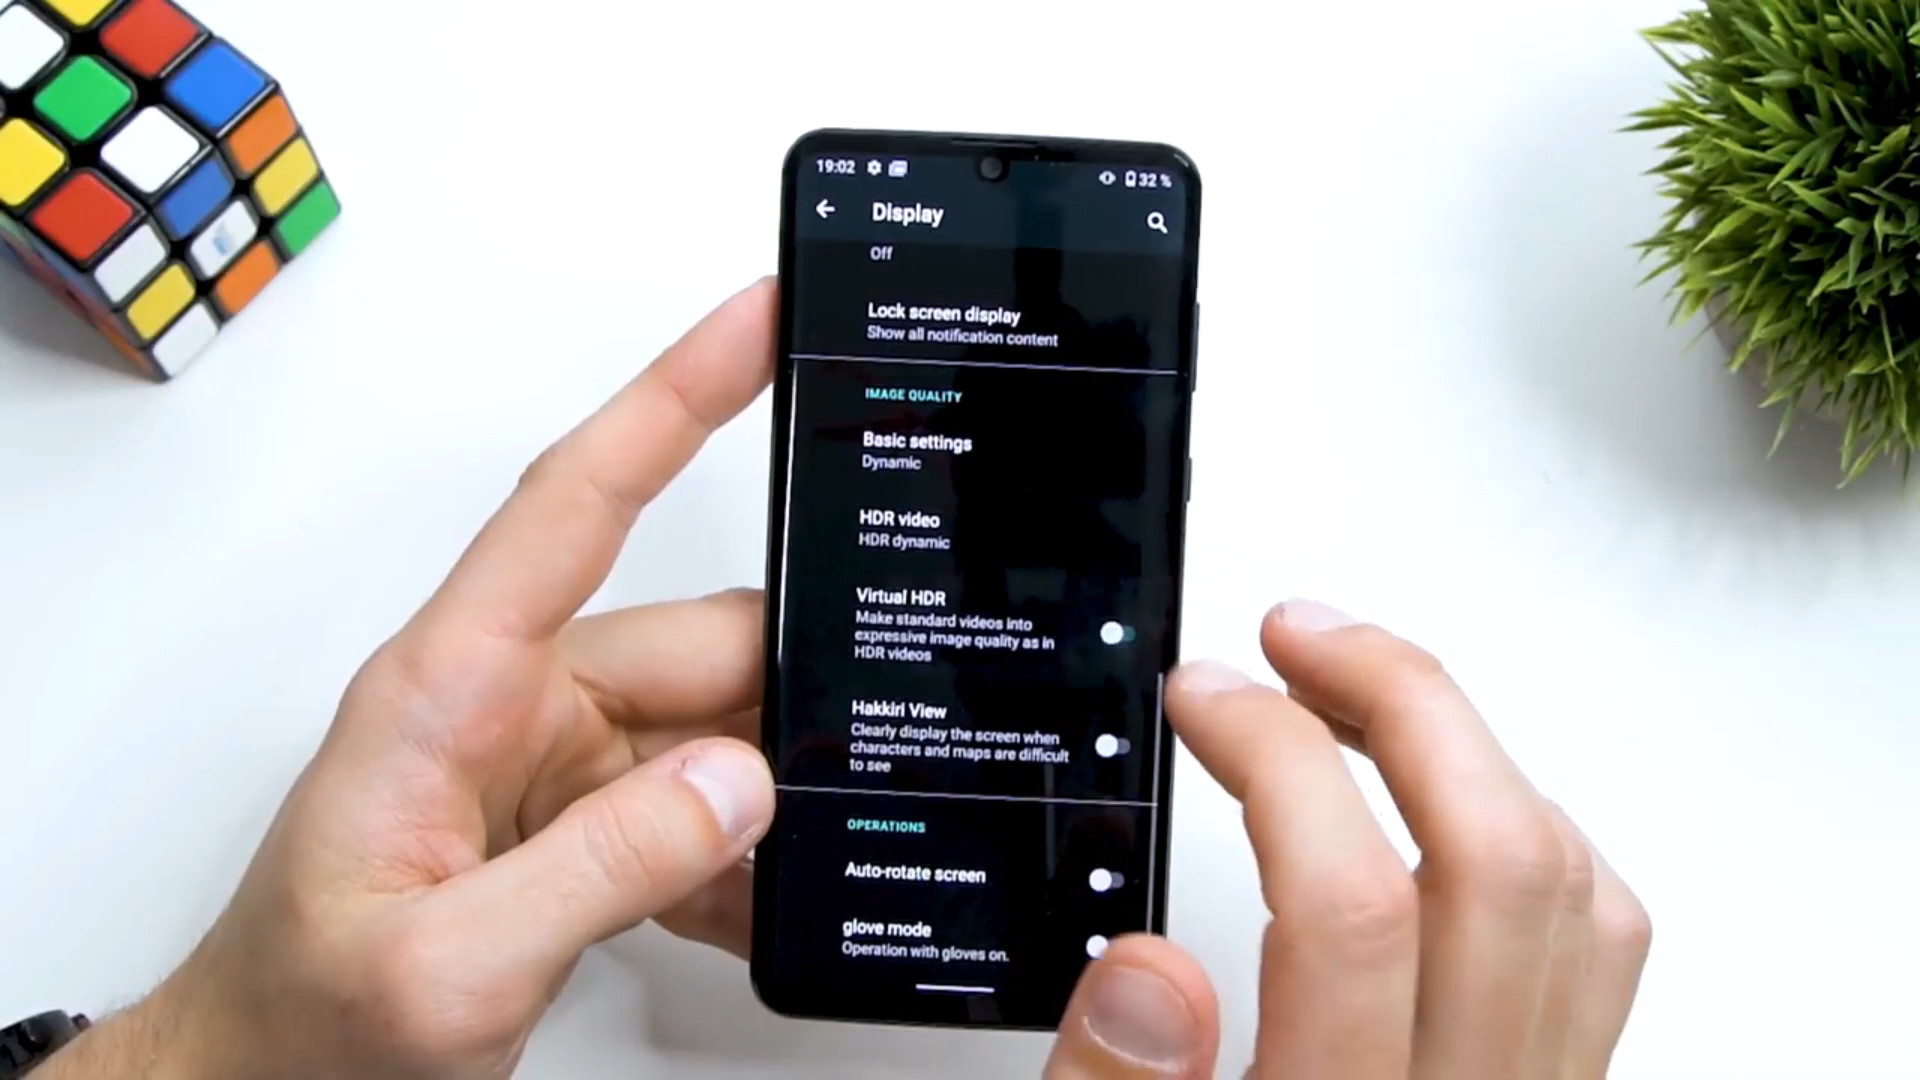 19:02
32 %
Display
Off
Lock screen display
Show all notification content
IMAGE QUALITY
Basic settings
Dynamic
HDR video
HDR dynamic
Virtual HDR
Make standard videos into
expressive image quality as in
HDR videos
Hakkiri View
Clearly display the screen when
characters and maps are difficult
to see
OPERATIONS
Auto-rotate screen
glove mode
Operation with gloves on.